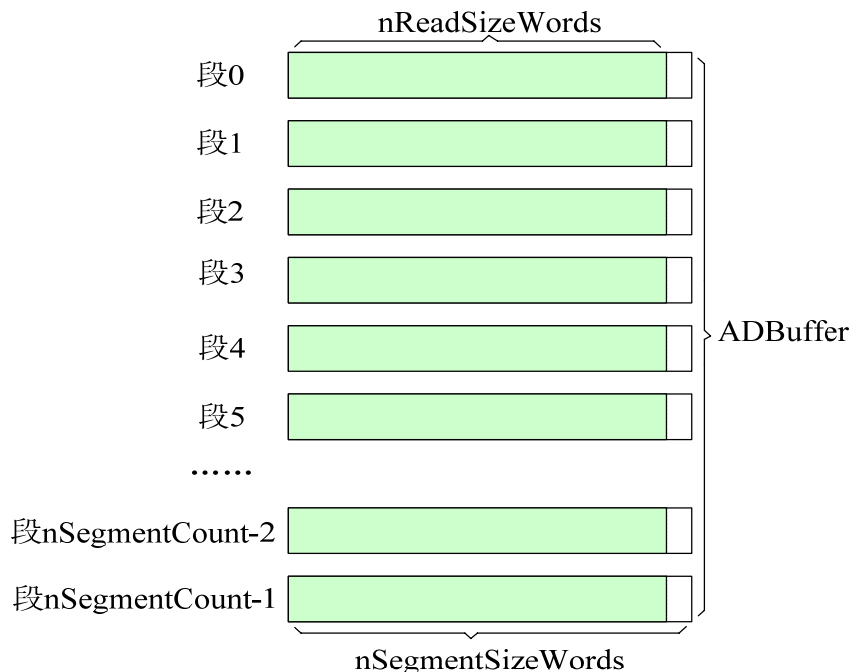 nReadSizeWords
段0
段1
段2
段3
段4
ADBuffer
段5
……
段nSegmentCount-2
段nSegmentCount-1
nSegmentSizeWords